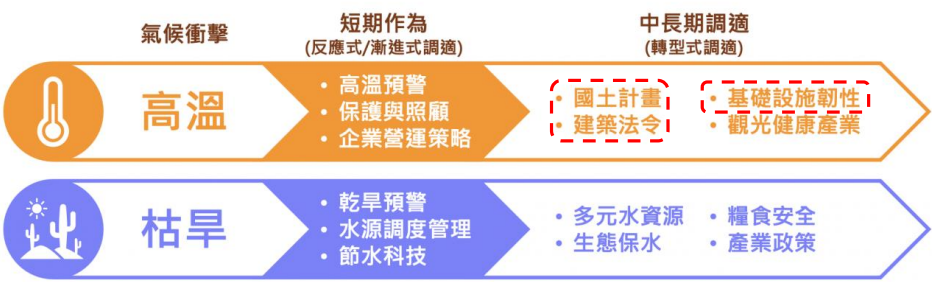 氣候衝擊
短期作為
(反應式/漸進式調適)
中長期調適
(轉型式調適)
高溫
• 高溫預警
• 保護與照顧
• 企業營運策略
• 國土計畫
• 建築法令
• 基礎設施韌性
• 觀光健康產業
枯旱
• 乾旱預警
• 水源調度管理
• 節水科技
• 多元水資源
• 生態保水
• 糧食安全
• 產業政策